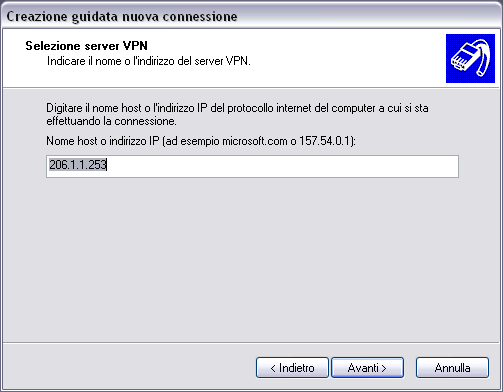 Creazione guidata nuova connessione
Selezione server VPN
Indicare il nome o l'indirizzo del server VPN.
Digitare il nome host o l'indirizzo IP del protocollo internet del computer a cui si sta
effettuando la connessione.
Nome host o indirizzo IP (ad esempio microsoft.com o 157.54.0.1):
206.1.1.253
< Indietro
Avanti >
Annulla